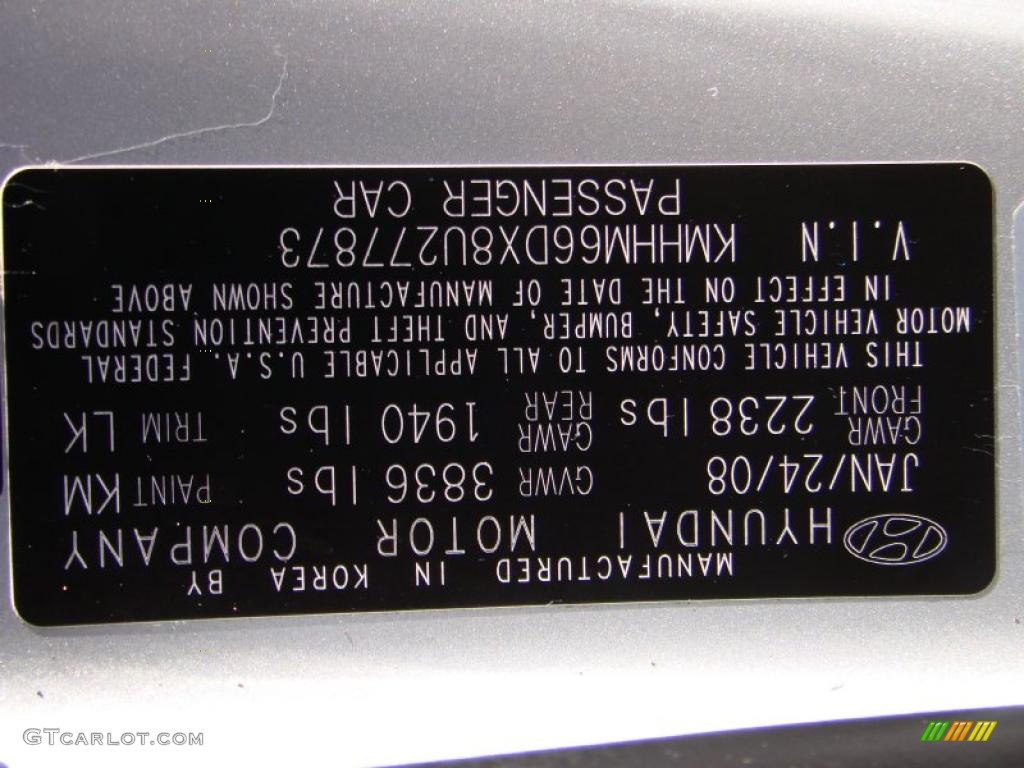 MANUFACTURED IN KOREA BY
HYUNDAI MOTOR COMPANY
JAN/24/08 GVWR 3836 lbs PAINT KM
GAWR FRONT 2238 lbs GAWR REAR 1940 lbs TRIM LK
THIS VEHICLE CONFORMS TO ALL APPLICABLE U.S.A. FEDERAL
MOTOR VEHICLE SAFETY, BUMPER, AND THEFT PREVENTION STANDARDS
IN EFFECT ON THE DATE OF MANUFACTURE SHOWN ABOVE
V.I.N KMHHM66DX8U277873
PASSENGER CAR
GTCARLOT.COM